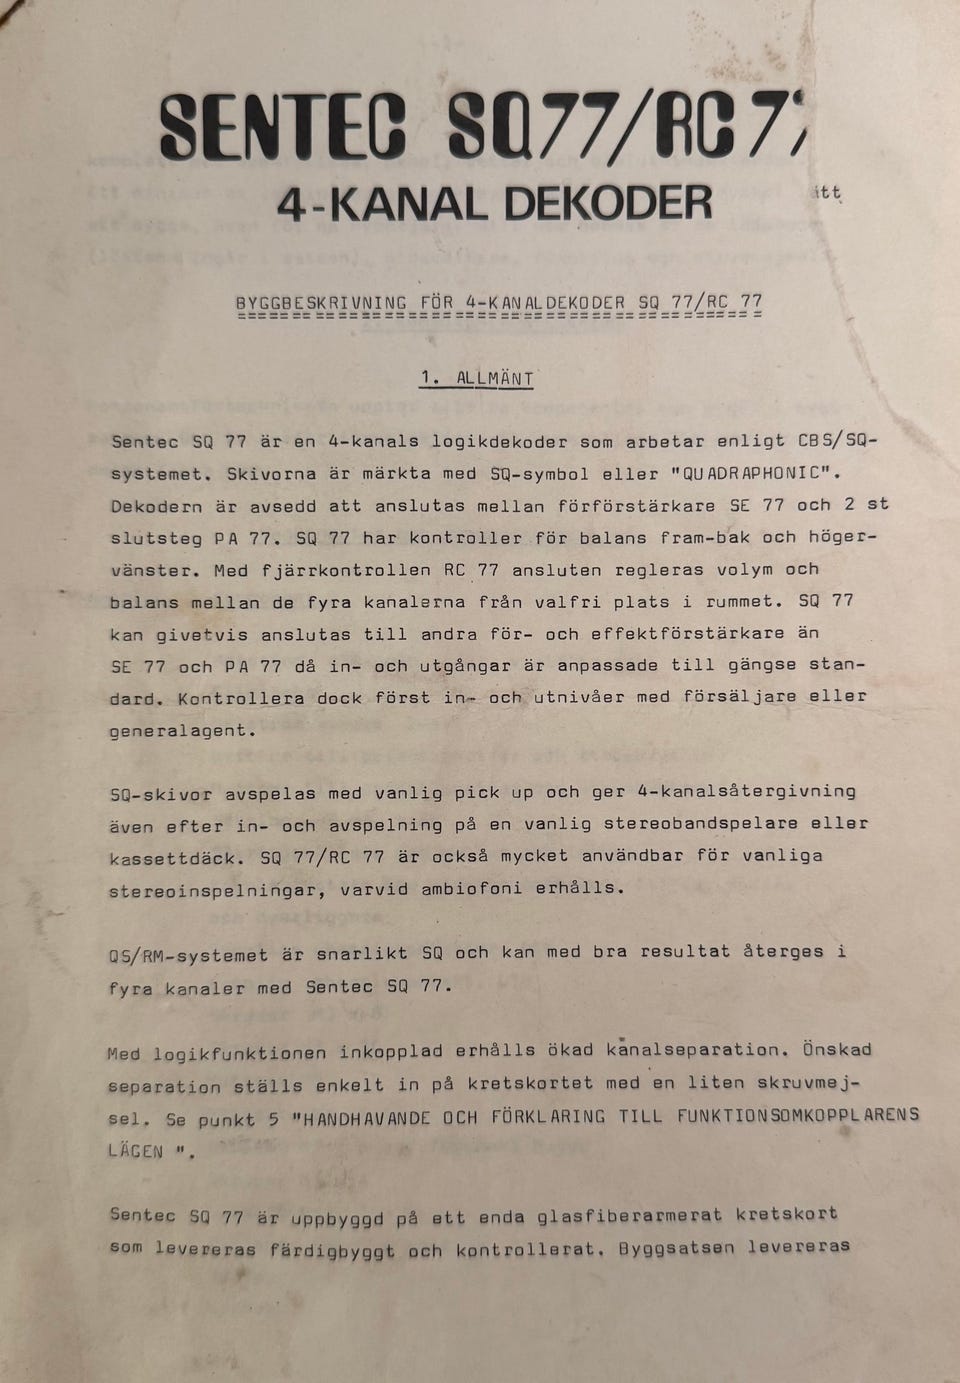 SENTEC SQ77/RC 77
4-KANAL DEKODER
itt
BYGGBESKRIVNING FÖR 4-KANALDEKODER SQ 77/RC 77
1. ALLMÄNT
Sentec SQ 77 är en 4-kanals logikdekoder som arbetar enligt CBS/SQ-
systemet. Skivorna är märkta med SQ-symbol eller "QUADRAPHONIC".
Dekodern är avsedd att anslutas mellan förförstärkare SE 77 och 2 st
slutsteg PA 77. SQ 77 har kontroller för balans fram-bak och höger-
vänster. Med fjärrkontrollen RC 77 ansluten regleras volym och
balans mellan de fyra kanalerna från valfri plats i rummet. SQ 77
kan givetvis anslutas till andra för- och effektförstärkare än
SE 77 och PA 77 då in- och utgångar är anpassade till gängse stan-
dard. Kontrollera dock först in- och utnivåer med försäljare eller
generalagent.
SQ-skivor avspelas med vanlig pick up och ger 4-kanalsåtergivning
även efter in- och avspelning på en vanlig stereobandspelare eller
kassettdäck. SQ 77/RC 77 är också mycket användbar för vanliga
stereoinspelningar, varvid ambiofoni erhålls.
QS/RM-systemet är snarlikt SQ och kan med bra resultat återges i
fyra kanaler med Sentec SQ 77.
Med logikfunktionen inkopplad erhålls ökad kanalseparation. Önskad
separation ställs enkelt in på kretskortet med en liten skruvmej-
sel. Se punkt 5 "HANDHAVANDE OCH FÖRKLARING TILL FUNKTIONSOMKOPPLARENS
LÄGEN ".
Sentec SQ 77 är uppbyggd på ett enda glasfiberarmerat kretskort
som levereras färdigbyggt och kontrollerat. Byggsatsen levereras